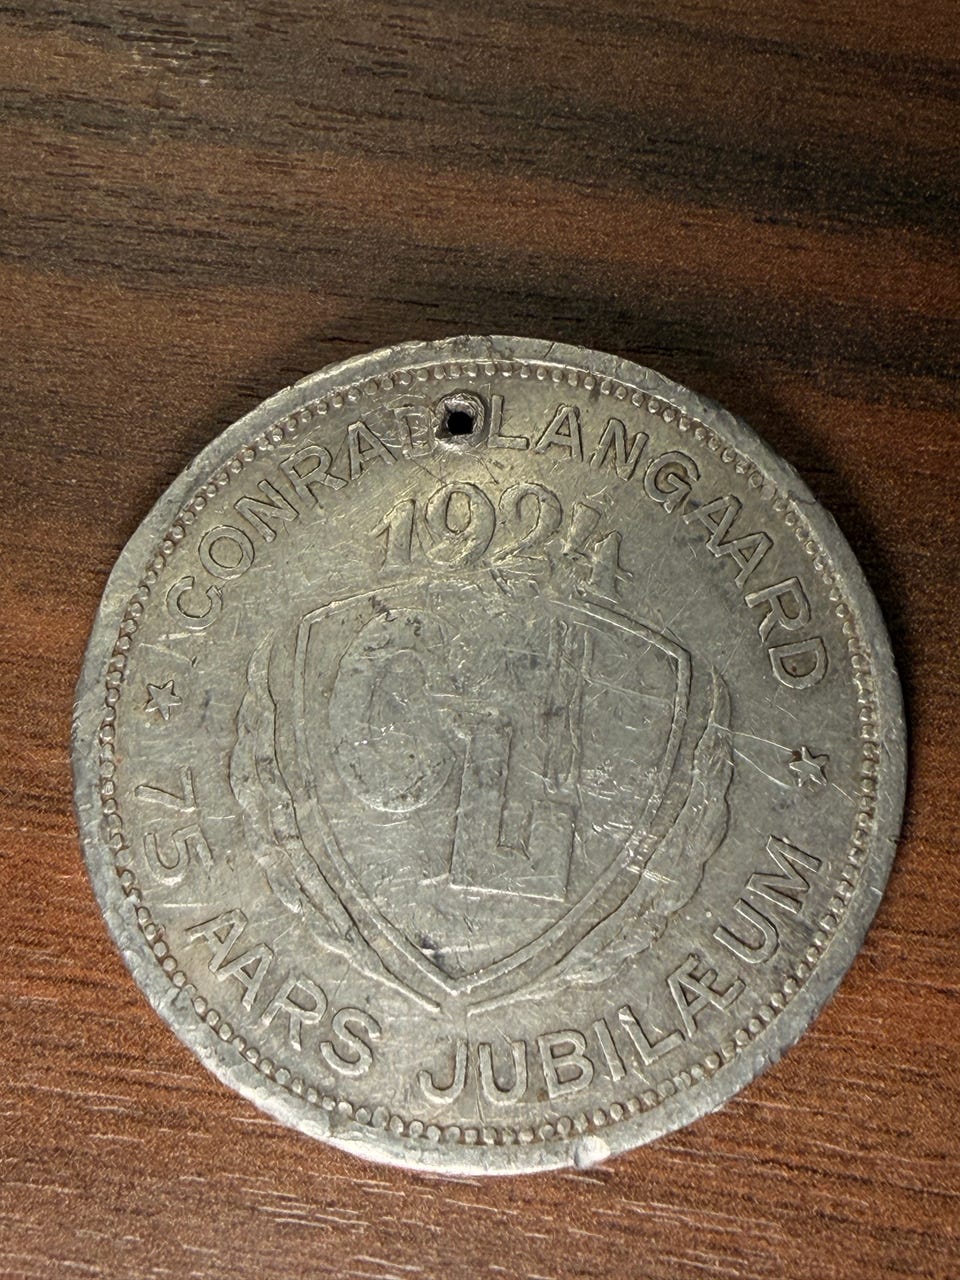 CONRAD LANGAARD
1924
CL
75 AARS JUBILÆUM